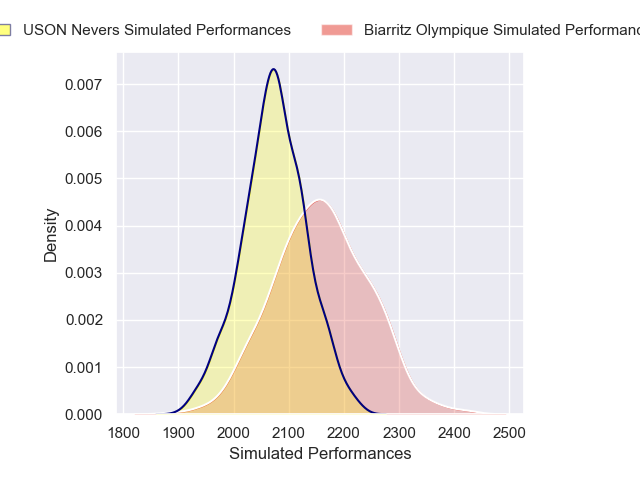 USON Nevers Simulated Performances Biarritz Olympique Simulated Performanc
0.007
0.006
0.005
0.004
0.003
0.002
0.001
0.000
Density
1800 1900 2000 2100 2200 2300 2400 2500
Simulated Performances